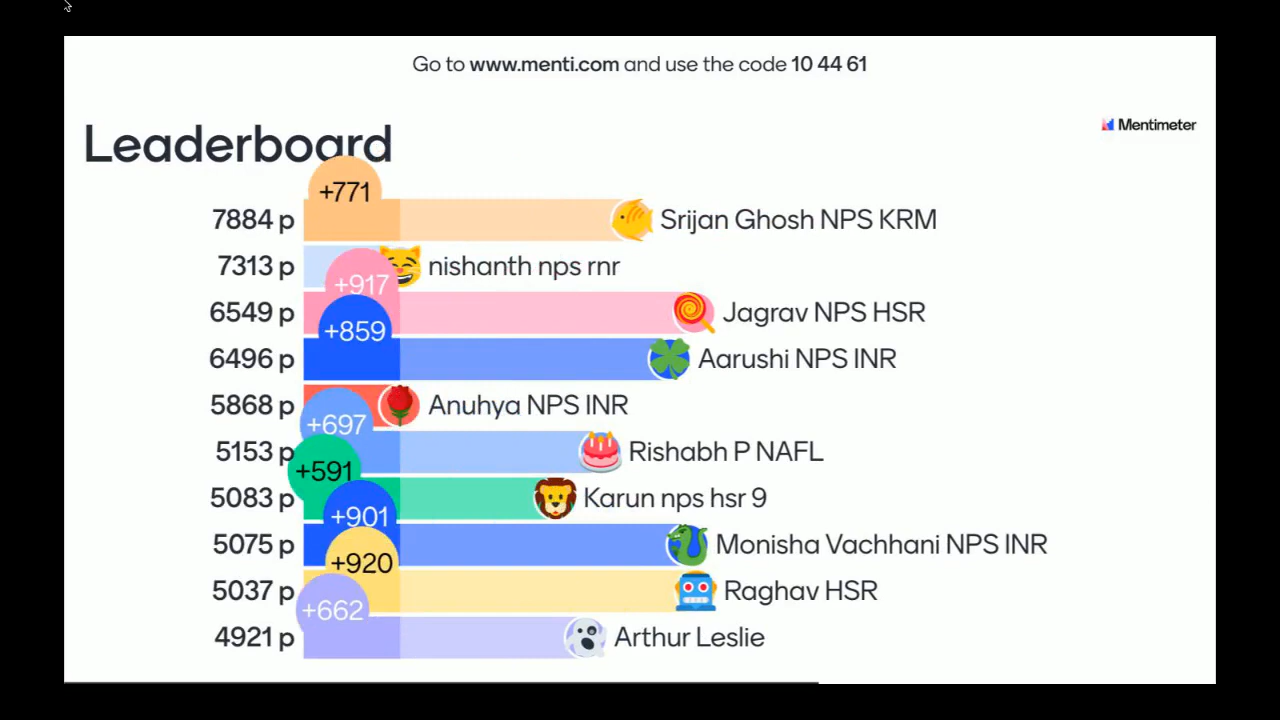 Go to www.menti.com and use the code 10 44 61
Mentimeter
Leaderboard
+771
7884 p Srijan Ghosh NPS KRM
7313 p nishanth nps rnr
+917
6549 p Jagrav NPS HSR
+859
6496 p Aarushi NPS INR
5868 p Anuhya NPS INR
+697
5153 p Rishabh P NAFL
+591
5083 p Karun nps hsr 9
+901
5075 p Monisha Vachhani NPS INR
+920
5037 p Raghav HSR
+662
4921 p Arthur Leslie